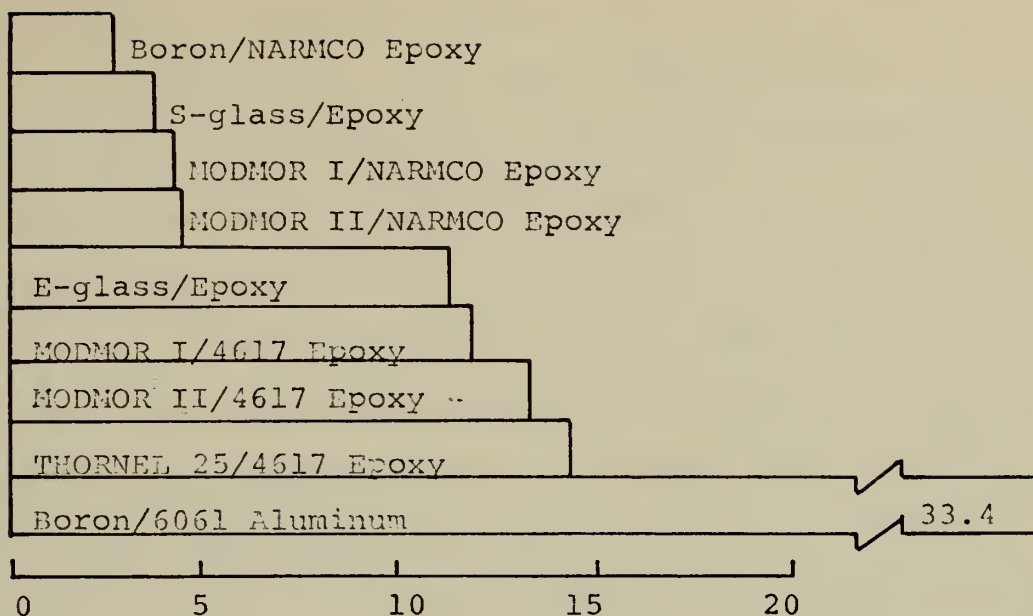 Boron/NARMCO Epoxy
S-glass/Epoxy
MODMOR I/NARMCO Epoxy
MODMOR II/NARMCO Epoxy
E-glass/Epoxy
MODMOR I/4617 Epoxy
MODMOR II/4617 Epoxy
THORNEL 25/4617 Epoxy
Boron/6061 Aluminum 33.4
0 5 10 15 20